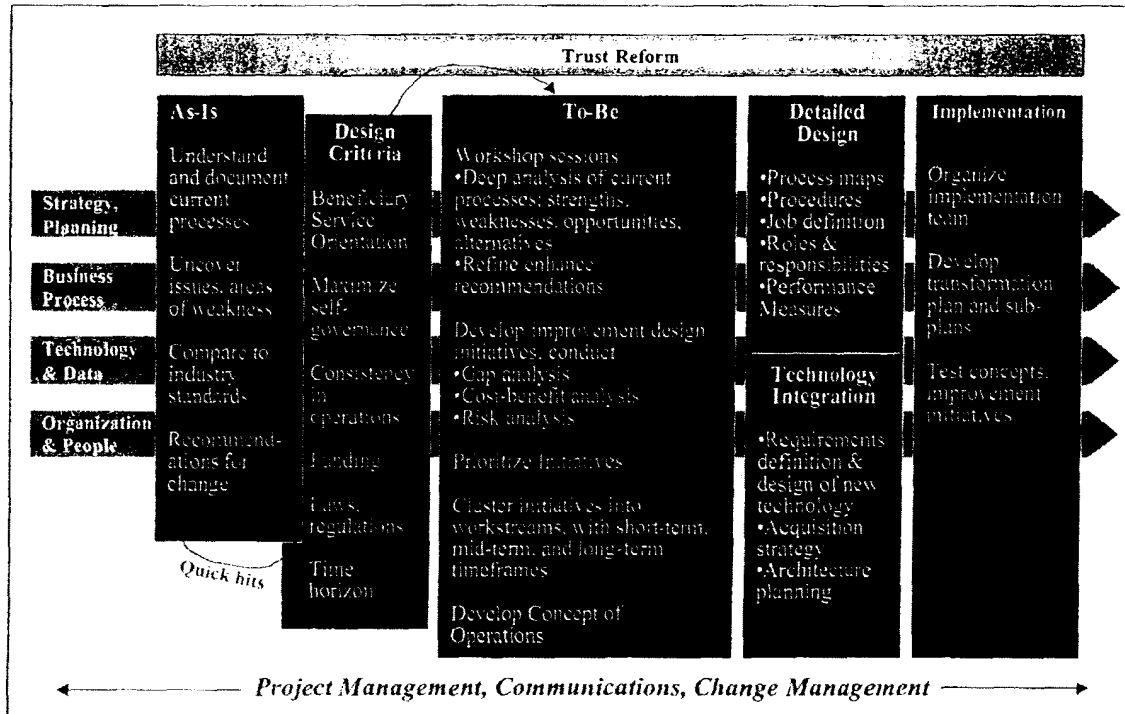 Trust Reform
As-Is
Understand
and document
current
processes
Uncover
issues, areas
of weakness
Compare to
industry
standards
Recommend-
ations for
change
Design
Criteria
Beneficiary
Service
Orientation
Maximize
self-
governance
Consistency
in
operations
Funding
Laws,
regulations
Time
horizon
To-Be
Workshop sessions
•Deep analysis of current
processes; strengths,
weaknesses, opportunities,
alternatives
•Refine enhance
recommendations
Develop improvement design
initiatives, conduct
•Gap analysis
•Cost-benefit analysis
•Risk analysis
Prioritize Initiatives
Cluster initiatives into
workstreams, with short-term,
mid-term, and long-term
timeframes
Develop Concept of
Operations
Detailed
Design
•Process maps
•Procedures
•Job definition
•Roles &
responsibilities
•Performance
Measures
Technology
Integration
•Requirements
definition &
design of new
technology
•Acquisition
strategy
•Architecture
planning
Implementation
Organize
implementation
team
Develop
transformation
plan and sub-
plans
Test concepts,
improvement
initiatives
Strategy,
Planning
Business
Process
Technology
& Data
Organization
& People
Quick hits
Project Management, Communications, Change Management